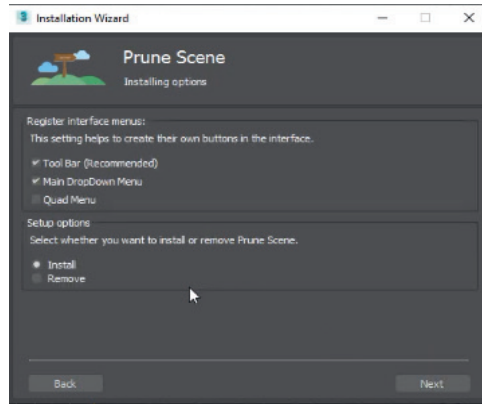 Installation Wizard
Prune Scene
Installing options
Register interface menus:
This setting helps to create their own buttons in the interface.
Tool Bar (Recommended)
Main DropDown Menu
Quad Menu
Setup options
Select whether you want to install or remove Prune Scene.
Install
Remove
Back
Next